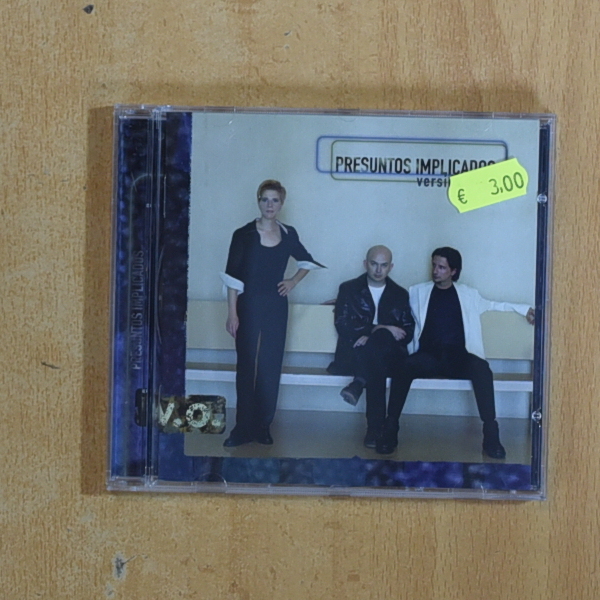 PRESUNTOS IMPLICADOS
€ 3.00
PRESUNTOS IMPLICADOS
V.O.